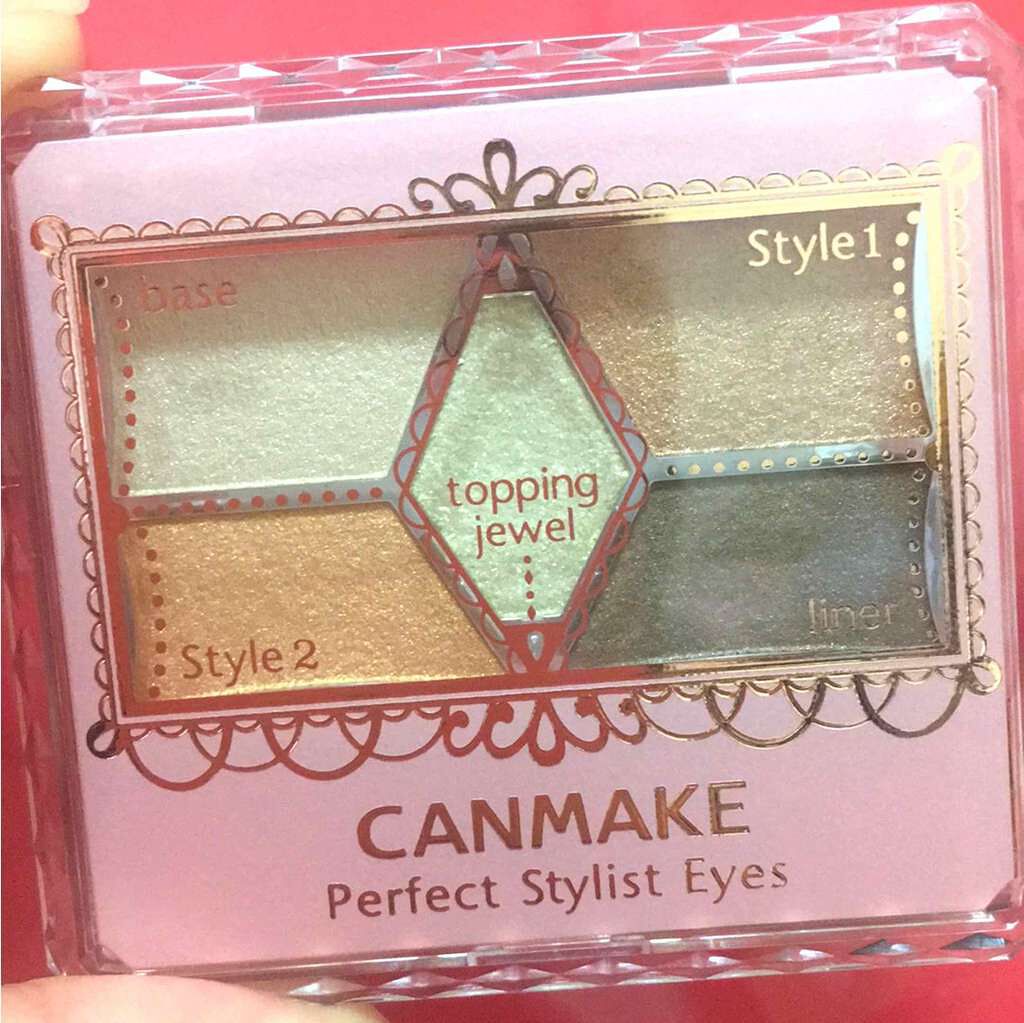 base
Style1
topping
jewel
Style2
liner
CANMAKE
Perfect Stylist Eyes